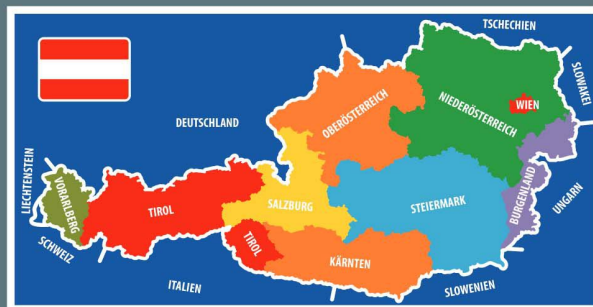 TSCHECHIEN
SLOWAKEI
DEUTSCHLAND
OBERÖSTERREICH
NIEDERÖSTERREICH
WIEN
LIECHTENSTEIN
VORARLBERG
TIROL
SALZBURG
STEIERMARK
BURGENLAND
UNGARN
SCHWEIZ
TIROL
KÄRNTEN
ITALIEN
SLOWENIEN